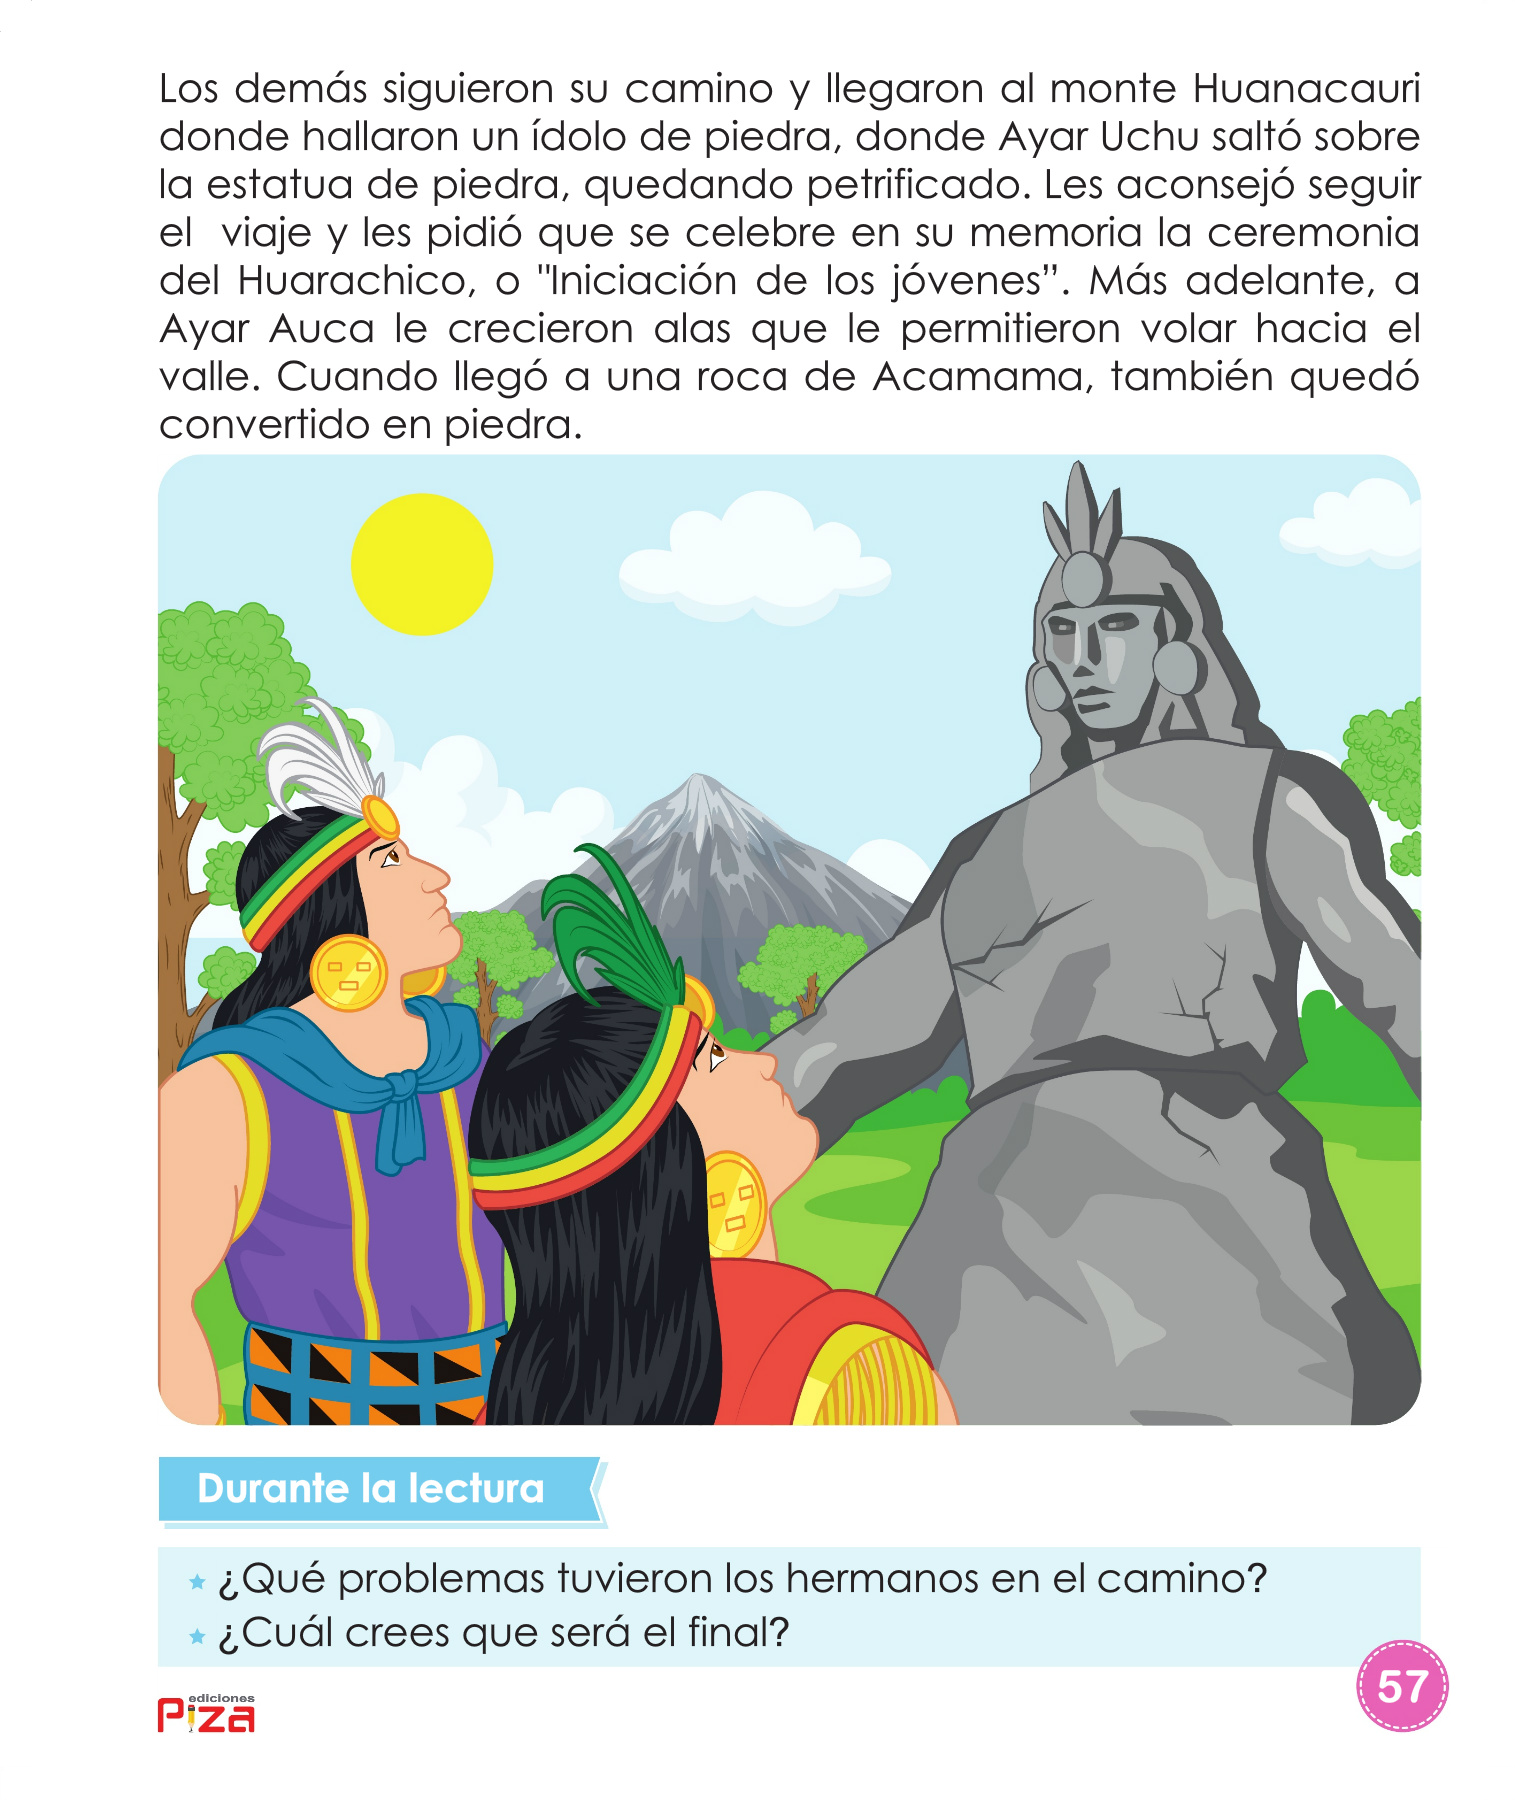 Los demás siguieron su camino y llegaron al monte Huanacauri
donde hallaron un ídolo de piedra, donde Ayar Uchu saltó sobre
la estatua de piedra, quedando petrificado. Les aconsejó seguir
el viaje y les pidió que se celebre en su memoria la ceremonia
del Huarachico, o "Iniciación de los jóvenes”. Más adelante, a
Ayar Auca le crecieron alas que le permitieron volar hacia el
valle. Cuando llegó a una roca de Acamama, también quedó
convertido en piedra.
Durante la lectura
¿Qué problemas tuvieron los hermanos en el camino?
¿Cuál crees que será el final?
57
ediciones
Piza